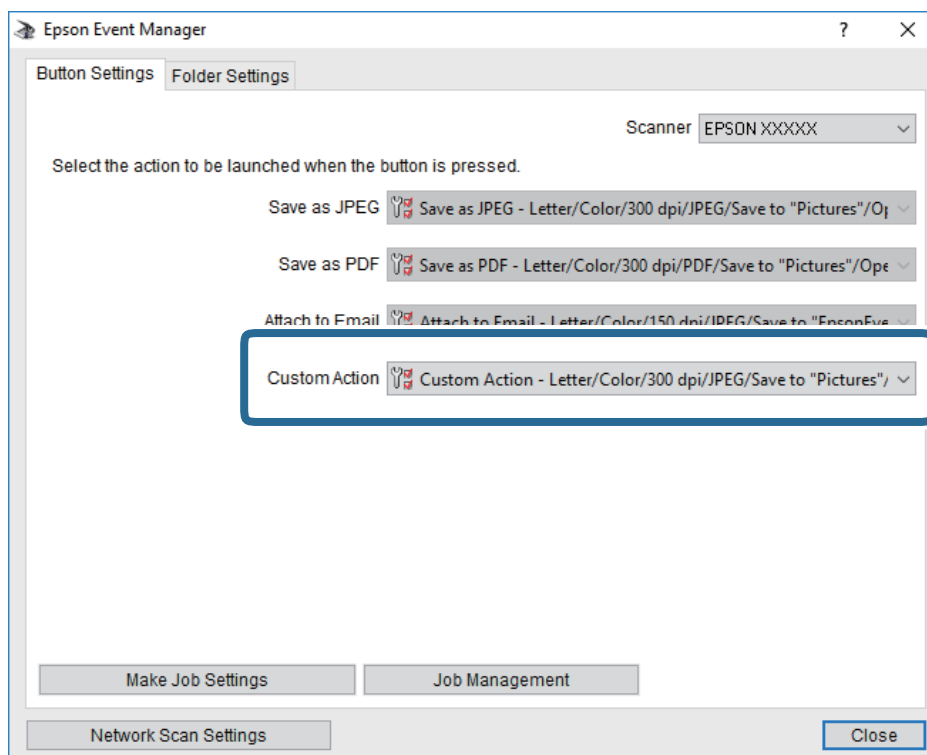 Epson Event Manager
Button Settings Folder Settings
Scanner EPSON XXXXX
Select the action to be launched when the button is pressed.
Save as JPEG Save as JPEG - Letter/Color/300 dpi/JPEG/Save to "Pictures"/Op
Save as PDF Save as PDF - Letter/Color/300 dpi/PDF/Save to "Pictures"/Ope
Attach to Email Attach to Email - Letter/Color/150 dpi/JPEG/Save to "EpsonEve
Custom Action Custom Action - Letter/Color/300 dpi/JPEG/Save to "Pictures"/
Make Job Settings Job Management
Network Scan Settings Close